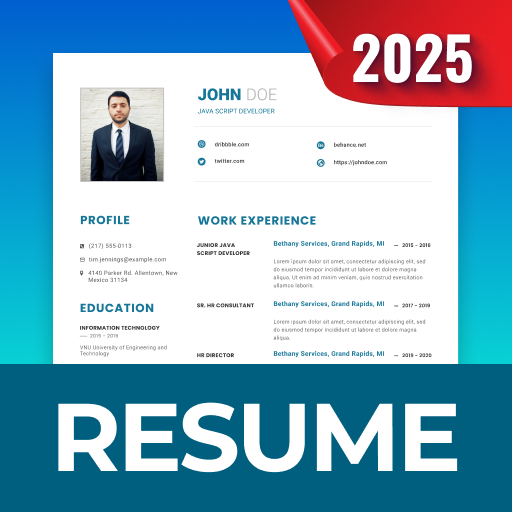 2025
JOHN DOE
JAVA SCRIPT DEVELOPER
dribbble.com
behance.net
twitter.com
https://johndoe.com
PROFILE
(217) 555-0113
tim.jennings@example.com
4140 Parker Rd. Allentown, New
Mexico 31134
EDUCATION
INFORMATION TECHNOLOGY
— 2015 - 2019
VNU University of Engineering and
Technology
WORK EXPERIENCE
JUNIOR JAVA
SCRIPT DEVELOPER
Bethany Services, Grand Rapids, MI — 2015 - 2016
Lorem ipsum dolor sit amet, consectetur adipiscing elit, sed do
eiusmod tempor incididunt ut labore et dolore magna
aliqua. Ut enim ad minim veniam, quis nostrud exercitation
ullamco laboris.
SR. HR CONSULTANT
Bethany Services, Grand Rapids, MI — 2017 - 2019
Lorem ipsum dolor sit amet, consectetur adipiscing elit, sed do
eiusmod tempor incididunt ut labore et dolore magna
aliqua.
HR DIRECTOR
Bethany Services, Grand Rapids, MI — 2019 - 2020
RESUME